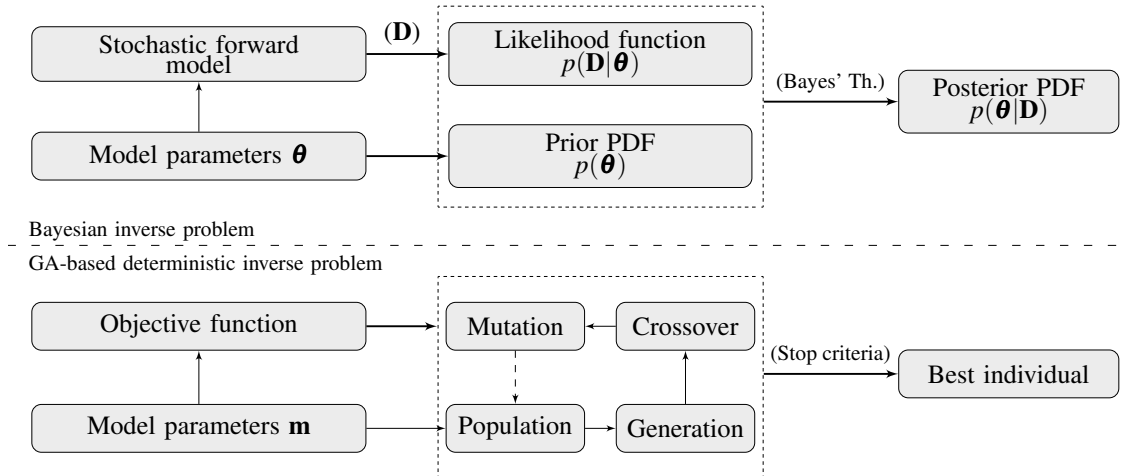 Stochastic forward
model
(D)
Likelihood function
p(D|θ)
(Bayes' Th.)
Posterior PDF
p(θ|D)
Model parameters θ
Prior PDF
p(θ)
Bayesian inverse problem
GA-based deterministic inverse problem
Objective function
Mutation
Crossover
(Stop criteria)
Best individual
Model parameters m
Population
Generation